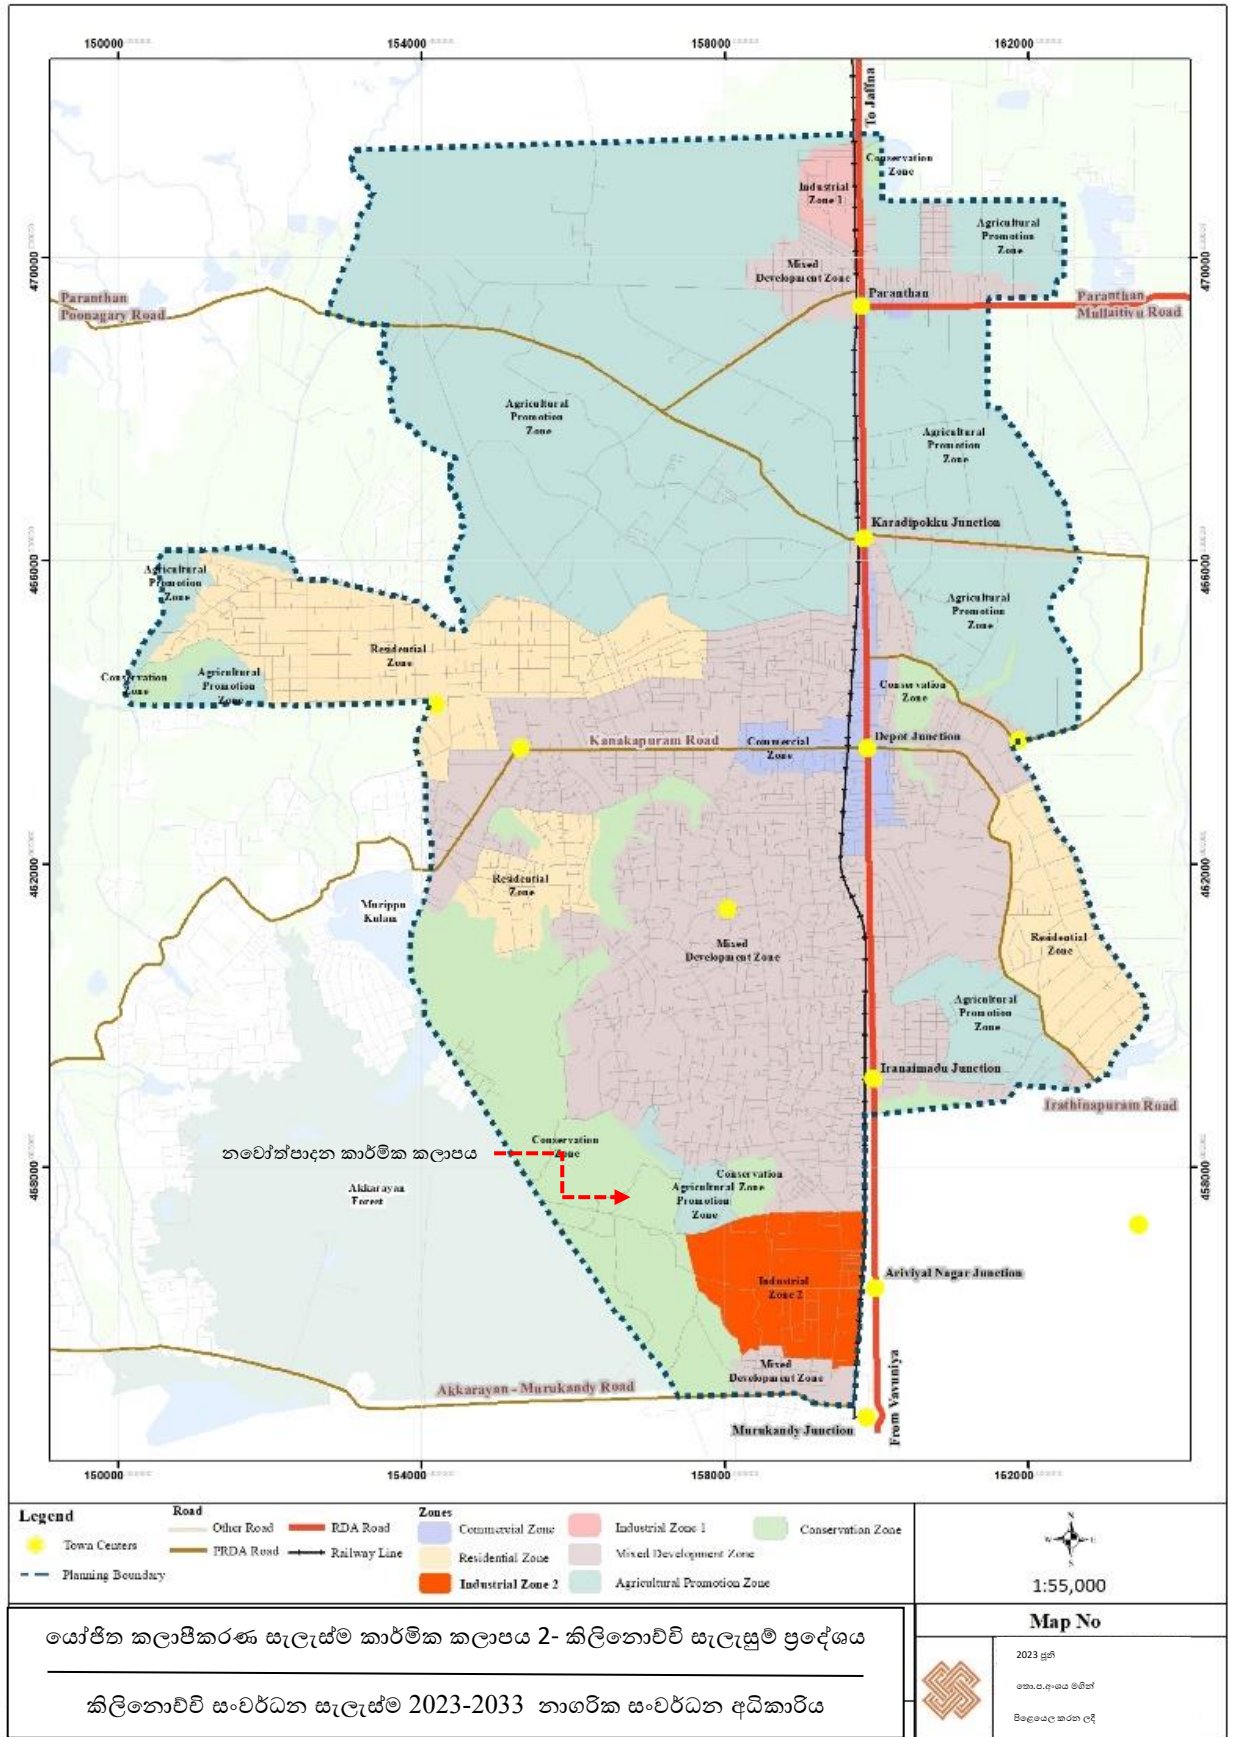 150000 154000 158000 162000
To Jaffna
Conservation
Zone
Industrial
Zone 1
Agricultural
Promotion
Zone
470000
470000
Mixed
Development Zone
Paranthan
Paranthan
Poonagary Road
Paranthan
Mullaitivu Road
Agricultural
Promotion
Zone
Agricultural
Promotion
Zone
Karadipokku Junction
466000
466000
Agricultural
Promotion
Zone
Agricultural
Promotion
Zone
Residential
Zone
Conservation
Zone
Agricultural
Promotion
Zone
Conservation
Zone
Kanakapuram Road
Commercial
Zone
Depot Junction
462000
462000
Residential
Zone
Murippu
Kulam
Mixed
Development Zone
Residential
Zone
Agricultural
Promotion
Zone
Iranaimadu Junction
Irathinapuram Road
Conservation
Zone
නවෝත්පාදන කාර්මික කලාපය
458000
458000
Akkarayan
Forest
Conservation
Zone
Agricultural
Promotion
Zone
Ariviyal Nagar Junction
Industrial
Zone 2
Mixed
Development Zone
Akkarayan - Murukandy Road
Murukandy Junction
From Vavuniya
150000 154000 158000 162000
Legend
Town Centers
Planning Boundary
Road
Other Road
RDA Road
PRDA Road
Railway Line
Zones
Commercial Zone
Industrial Zone 1
Conservation Zone
Residential Zone
Mixed Development Zone
Industrial Zone 2
Agricultural Promotion Zone
N
W E
S
1:55,000
යෝජිත කලාපීකරණ සැලැස්ම කාර්මික කලාපය 2- කිලිනොච්චි සැලැසුම් ප්‍රදේශය
කිලිනොච්චි සංවර්ධන සැලැස්ම 2023-2033 නාගරික සංවර්ධන අධිකාරිය
Map No
2023 ජුනි
තො.ප.අංශය මගින්
පිළෙයෙල කරන ලදී